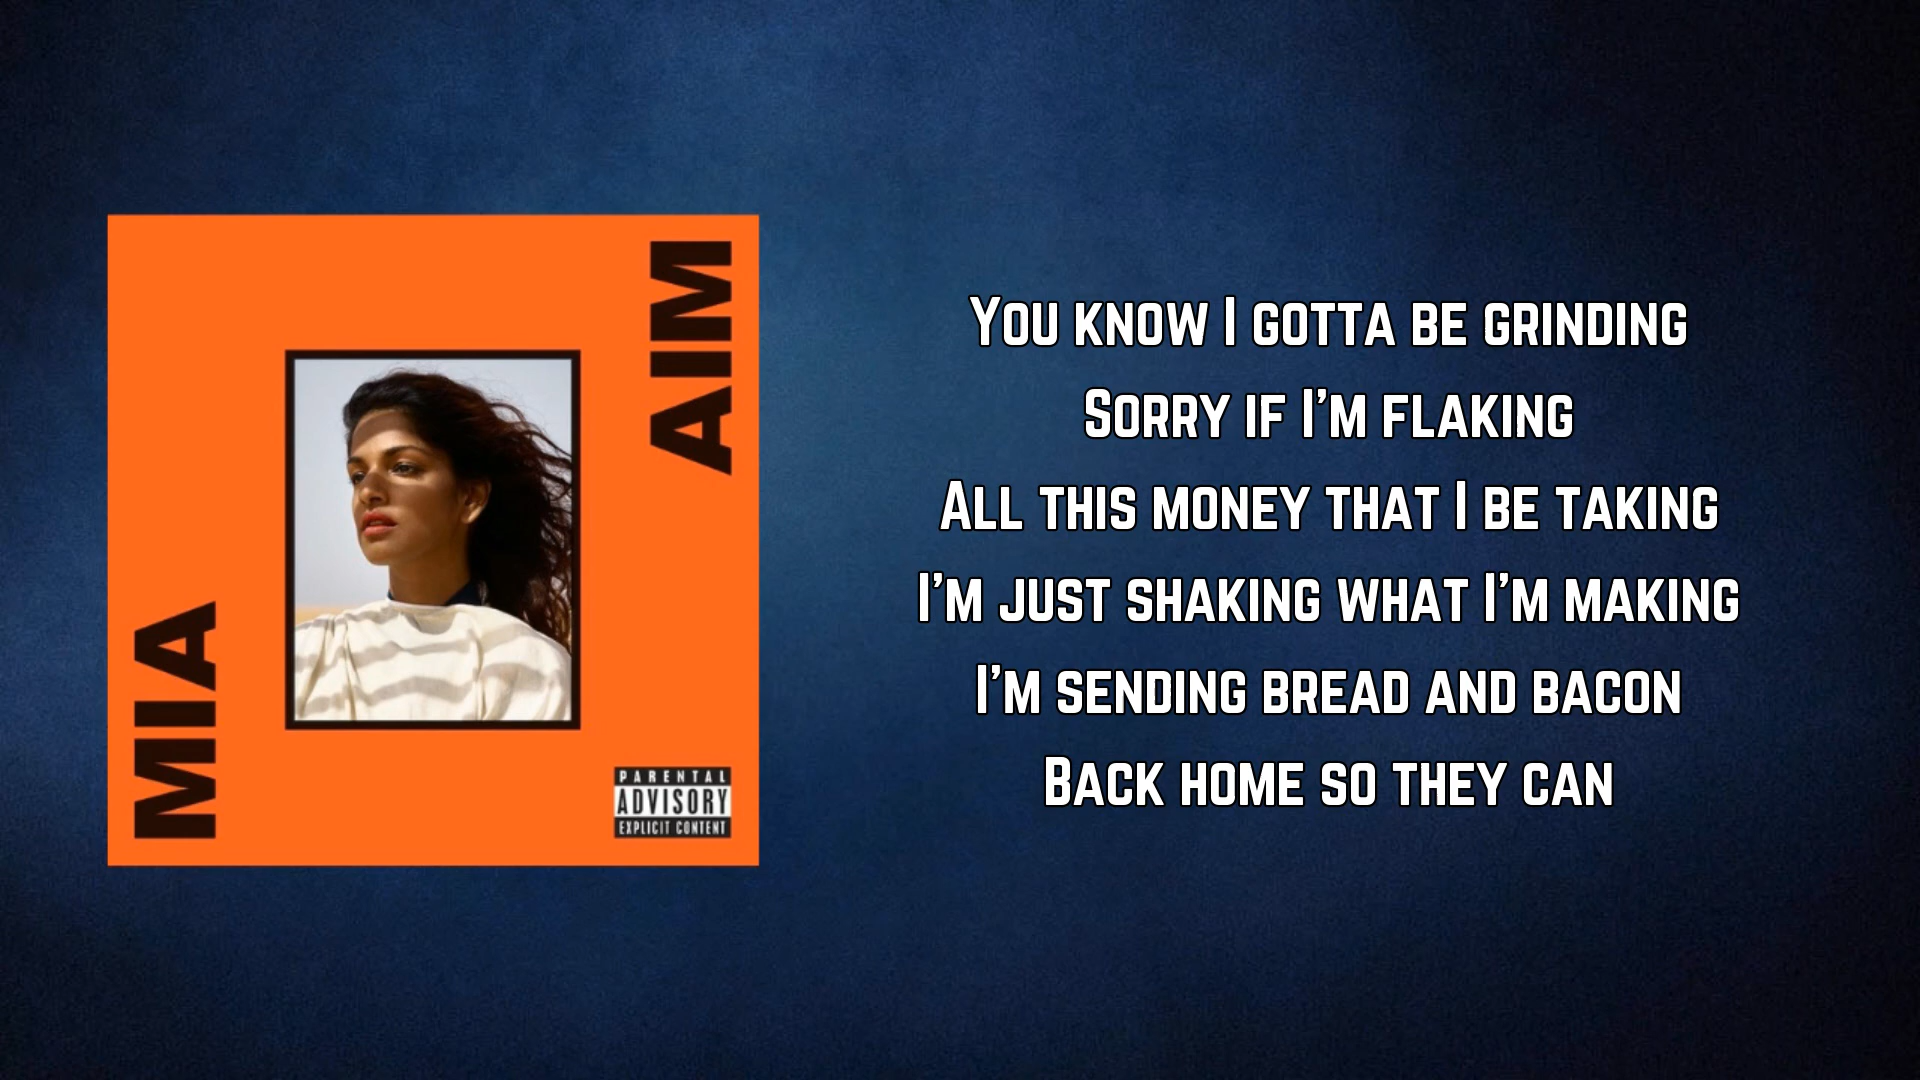 MIA
AIM
PARENTAL
ADVISORY
EXPLICIT CONTENT
You know I gotta be grinding
Sorry if I'm flaking
All this money that I be taking
I'm just shaking what I'm making
I'm sending bread and bacon
Back home so they can